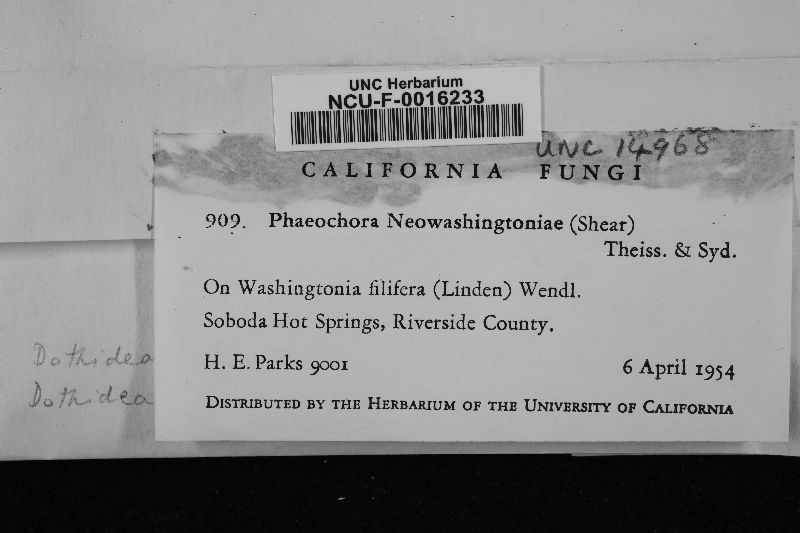 UNC Herbarium
NCU-F-0016233
UNC 14968
CALIFORNIA FUNGI
909. Phaeochora Neowashingtoniae (Shear)
Theiss. & Syd.
On Washingtonia filifera (Linden) Wendl.
Soboda Hot Springs, Riverside County.
H. E. Parks 9001 6 April 1954
DISTRIBUTED BY THE HERBARIUM OF THE UNIVERSITY OF CALIFORNIA
Dothidea
Dothidea